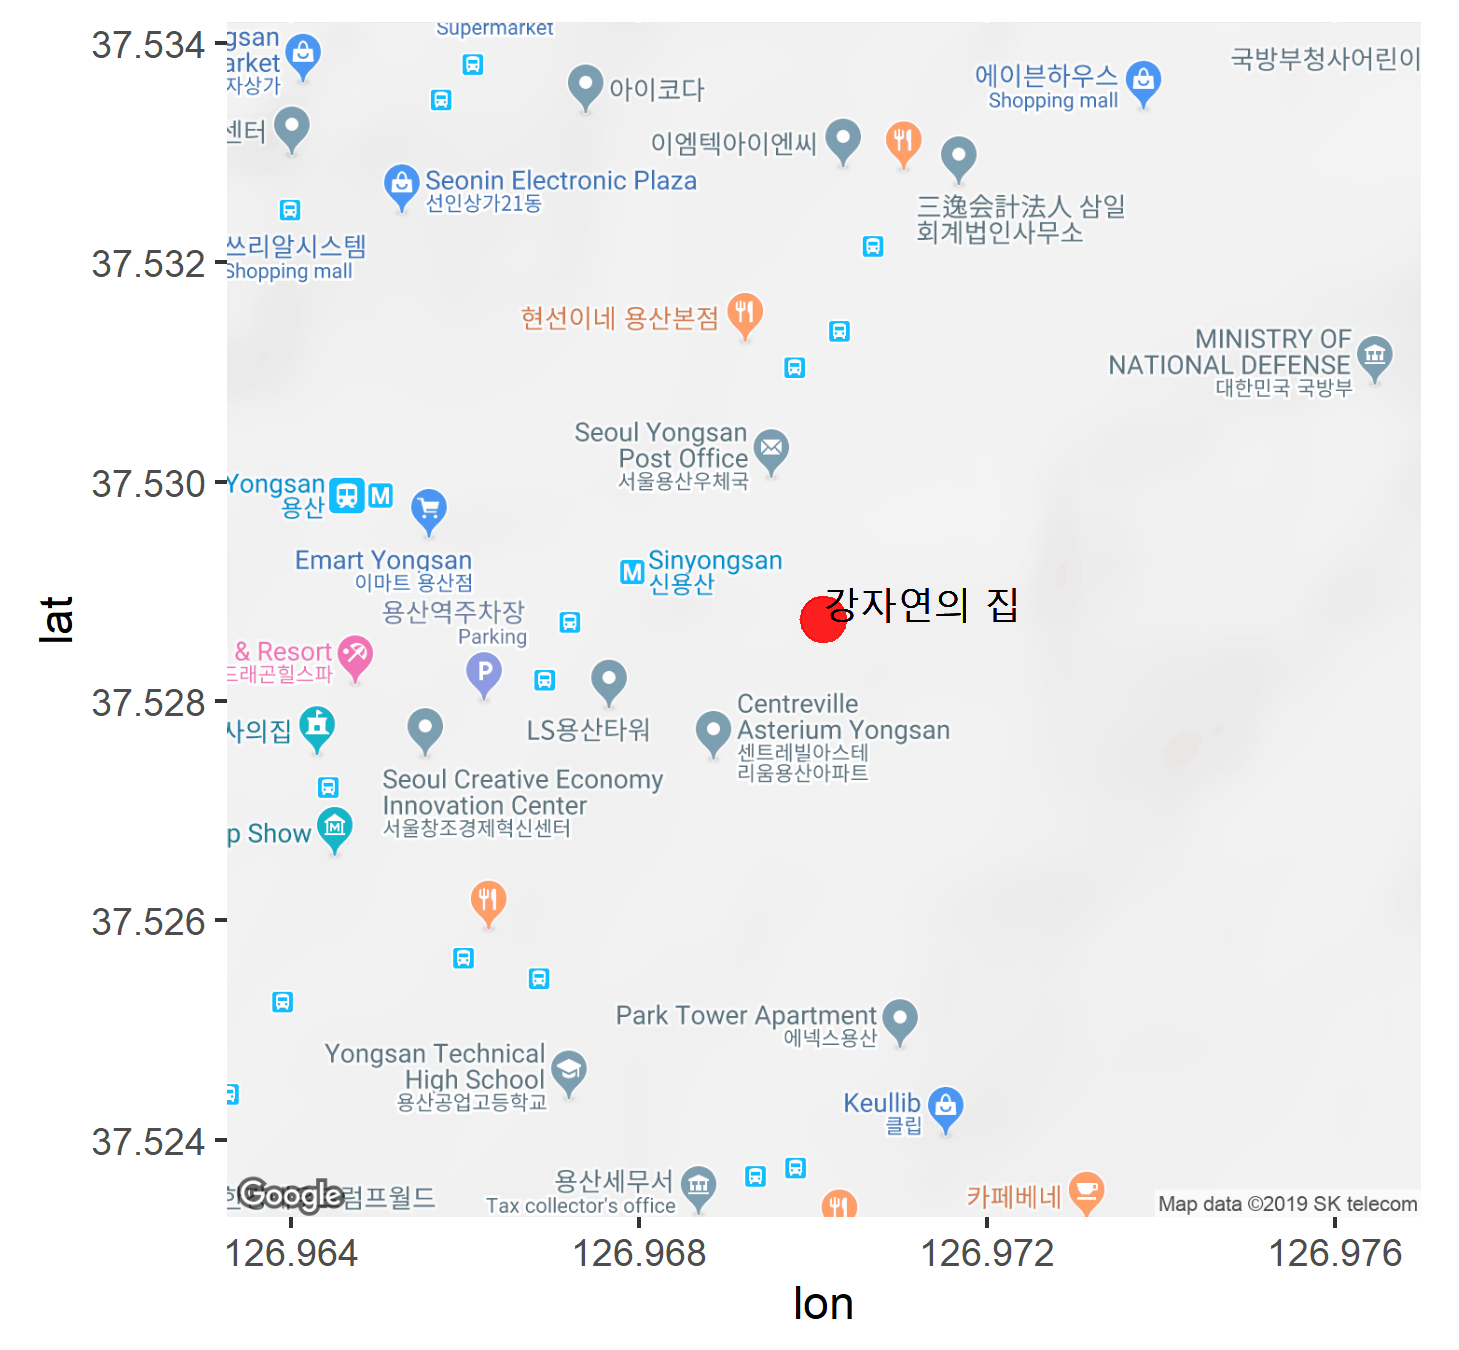 Supermarket
37.534
gsan
arket
자상가
센터
아이코다
에이븐하우스
Shopping mall
국방부청사어린이
이엠텍아이엔씨
Seonin Electronic Plaza
선인상가21동
三逸会計法人 삼일
회계법인사무소
쓰리알시스템
Shopping mall
37.532
현선이네 용산본점
MINISTRY OF
NATIONAL DEFENSE
대한민국 국방부
Seoul Yongsan
Post Office
서울용산우체국
37.530
Yongsan
용산
M
Emart Yongsan
이마트 용산점
M
Sinyongsan
신용산
용산역주차장
Parking
P
강자연의 집
lat
& Resort
드래곤힐스파
37.528
사의집
LS용산타워
Centreville
Asterium Yongsan
센트레빌아스테
리움용산아파트
Seoul Creative Economy
Innovation Center
서울창조경제혁신센터
p Show
37.526
Park Tower Apartment
에넥스용산
Yongsan Technical
High School
용산공업고등학교
Keullib
클립
37.524
용산세무서
Tax collector's office
카페베네
Google
럼프월드
Map data ©2019 SK telecom
126.964
126.968
126.972
126.976
lon